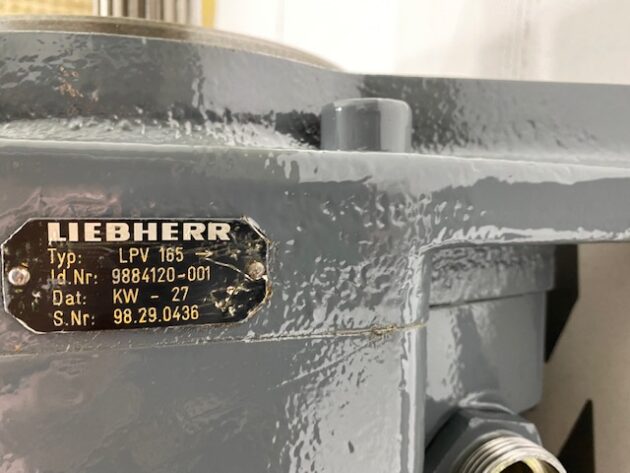 LIEBHERR
Typ: LPV 165
Id.Nr: 9884120-001
Dat: KW - 27
S.Nr: 98.29.0436